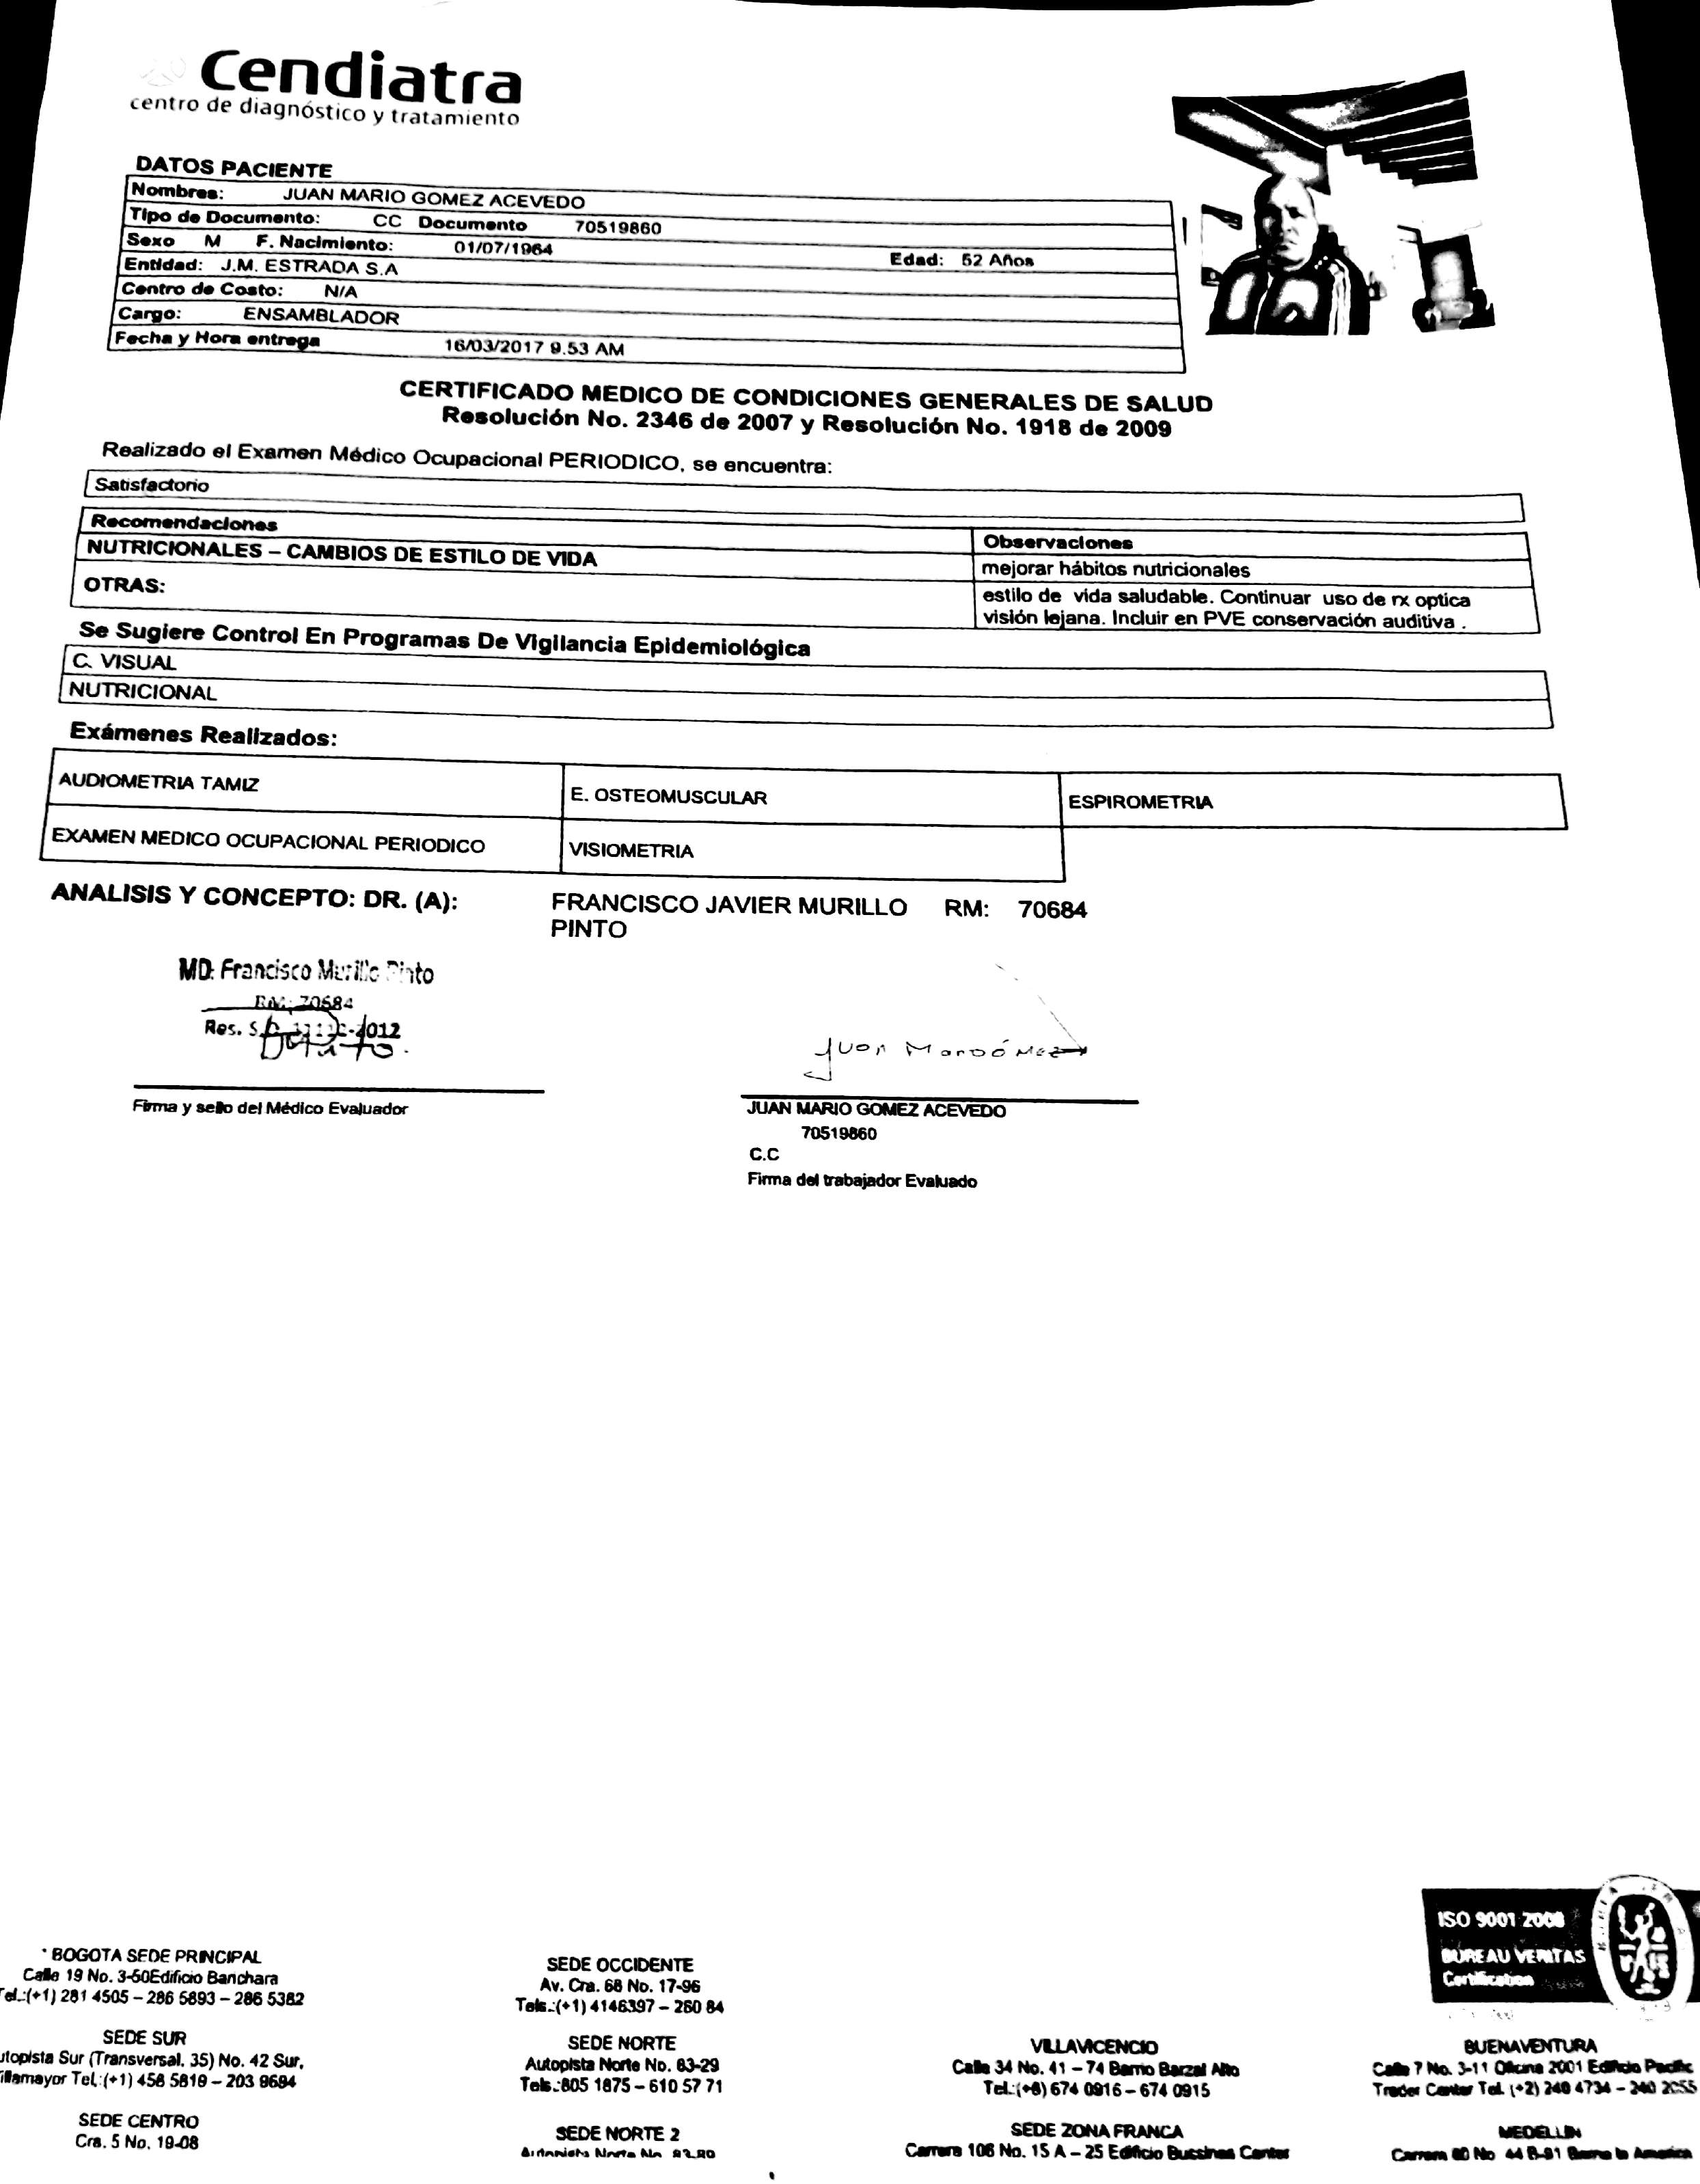 Cendiatra
centro de diagnóstico y tratamiento
DATOS PACIENTE
Nombres: JUAN MARIO GOMEZ ACEVEDO
Tipo de Documento: CC Documento 70519860
Sexo M F. Nacimiento: 01/07/1964 Edad: 52 Años
Entidad: J.M. ESTRADA S.A
Centro de Costo: N/A
Cargo: ENSAMBLADOR
Fecha y Hora entrega 16/03/2017 9.53 AM
CERTIFICADO MEDICO DE CONDICIONES GENERALES DE SALUD
Resolución No. 2346 de 2007 y Resolución No. 1918 de 2009
Realizado el Examen Médico Ocupacional PERIODICO, se encuentra:
Satisfactorio
Recomendaciones Observaciones
NUTRICIONALES – CAMBIOS DE ESTILO DE VIDA mejorar hábitos nutricionales
OTRAS: estilo de vida saludable. Continuar uso de rx optica
visión lejana. Incluir en PVE conservación auditiva .
Se Sugiere Control En Programas De Vigilancia Epidemiológica
C. VISUAL
NUTRICIONAL
Exámenes Realizados:
AUDIOMETRIA TAMIZ E. OSTEOMUSCULAR ESPIROMETRIA
EXAMEN MEDICO OCUPACIONAL PERIODICO VISIOMETRIA
ANALISIS Y CONCEPTO: DR. (A): FRANCISCO JAVIER MURILLO RM: 70684
PINTO
MD: Francisco Murillo Pinto
RM: 70684
Res. S.
Juan
Firma y sello del Médico Evaluador
JUAN MARIO GOMEZ ACEVEDO
70519860
C.C
Firma del trabajador Evaluado
ISO 9001 2008
BUREAU VERITAS
Certification
BOGOTA SEDE PRINCIPAL
Calle 19 No. 3-50Edificio Banchara
Tel.:(+1) 281 4505 – 286 5893 – 286 5382
SEDE SUR
utopista Sur (Transversal. 35) No. 42 Sur,
illamayor Tel.:(+1) 456 5819 – 203 9684
SEDE CENTRO
Cra. 5 No. 19-08
SEDE OCCIDENTE
Av. Cra. 68 No. 17-96
Tels.:(+1) 4146397 – 260 84
SEDE NORTE
Autopista Norte No. 83-29
Tels.:805 1875 – 610 57 71
SEDE NORTE 2
Autopista Norte No.
VILLAVICENCIO
Calle 34 No. 41 – 74 Barrio Barzal Alto
Tel.:(+8) 674 0916 – 674 0915
SEDE ZONA FRANCA
Carrera 106 No. 15 A – 25 Edificio Bussines Center
BUENAVENTURA
Calle 7 No. 3-11 Oficina 2001 Edificio Pacific
Trader Center Tel. (+2) 240 4734 – 240 2055
MEDELLIN
Carrera 80 No 44 B-91 Barrio la America